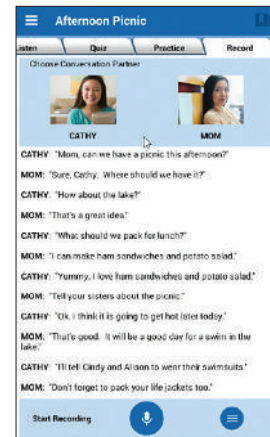 Afternoon Picnic
Listen Quiz Practice Record
Choose Conversation Partner
CATHY MOM
CATHY: "Mom, can we have a picnic this afternoon?"
MOM: "Sure, Cathy. Where should we have it?"
CATHY: "How about the lake?"
MOM: "That's a great idea."
CATHY: "What should we pack for lunch?"
MOM: "I can make ham sandwiches and potato salad."
CATHY: "Yummy, I love ham sandwiches and potato salad."
MOM: "Tell your sisters about the picnic."
CATHY: "Ok. I think it is going to get hot later today."
MOM: "That's good. It will be a good day for a swim in the
lake."
CATHY: "I'll tell Cindy and Alison to wear their swimsuits."
MOM: "Don't forget to pack your life jackets too."
Start Recording